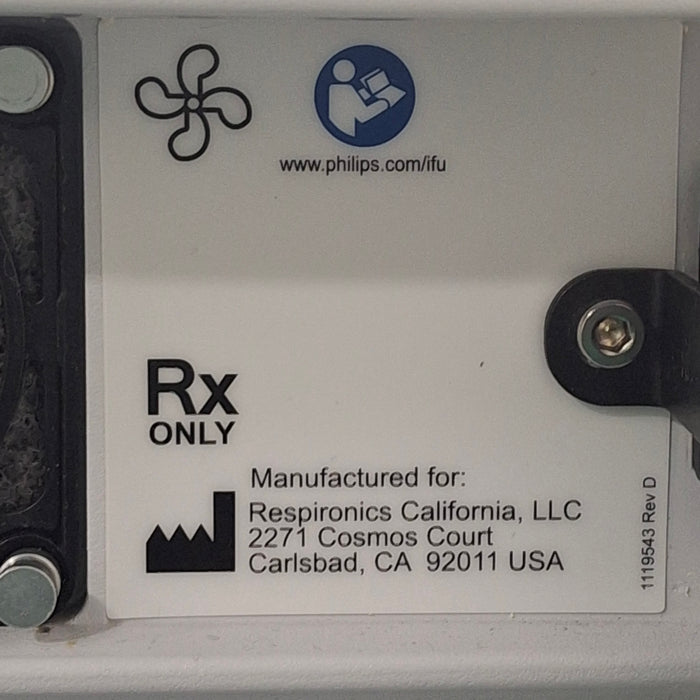 www.philips.com/ifu
Rx
ONLY
Manufactured for:
Respironics California, LLC
2271 Cosmos Court
Carlsbad, CA 92011 USA
1119543 Rev D